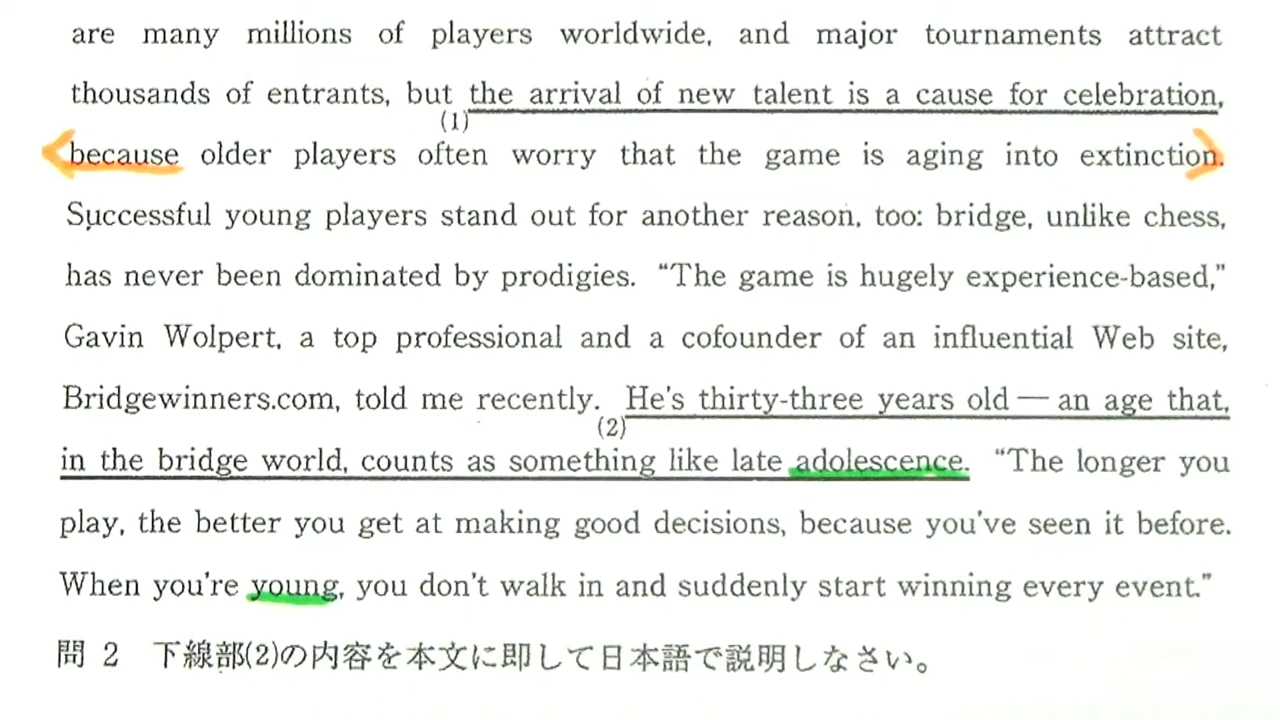 are many millions of players worldwide, and major tournaments attract
thousands of entrants, but the arrival of new talent is a cause for celebration,
(1)
because older players often worry that the game is aging into extinction.
Successful young players stand out for another reason, too: bridge, unlike chess,
has never been dominated by prodigies. “The game is hugely experience-based,”
Gavin Wolpert, a top professional and a cofounder of an influential Web site,
Bridgewinners.com, told me recently. He's thirty-three years old — an age that,
(2)
in the bridge world, counts as something like late adolescence. “The longer you
play, the better you get at making good decisions, because you've seen it before.
When you're young, you don't walk in and suddenly start winning every event.”
問 2 下線部(2)の内容を本文に即して日本語で説明しなさい。